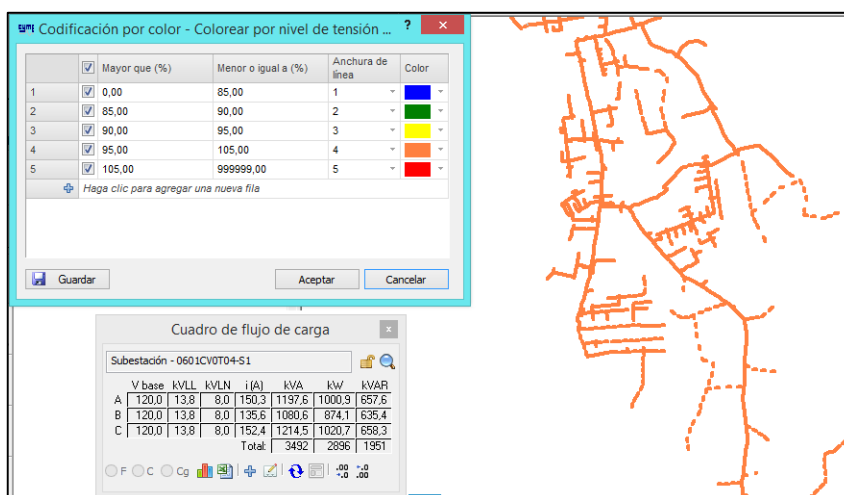 CYME Codificación por color - Colorear por nivel de tensión ... ? ×
Mayor que (%) Menor o igual a (%) Anchura de línea Color
1 0,00 85,00 1
2 85,00 90,00 2
3 90,00 95,00 3
4 95,00 105,00 4
5 105,00 999999,00 5
Haga clic para agregar una nueva fila
Guardar Aceptar Cancelar
Cuadro de flujo de carga x
Subestación - 0601CV0T04-S1
V base kVLL kVLN i (A) kVA kW kVAR
A 120,0 13,8 8,0 150,3 1197,6 1000,9 657,6
B 120,0 13,8 8,0 135,6 1080,6 874,1 635,4
C 120,0 13,8 8,0 152,4 1214,5 1020,7 658,3
Total: 3492 2896 1951
F C Cg .00 +.0 +.0 .00